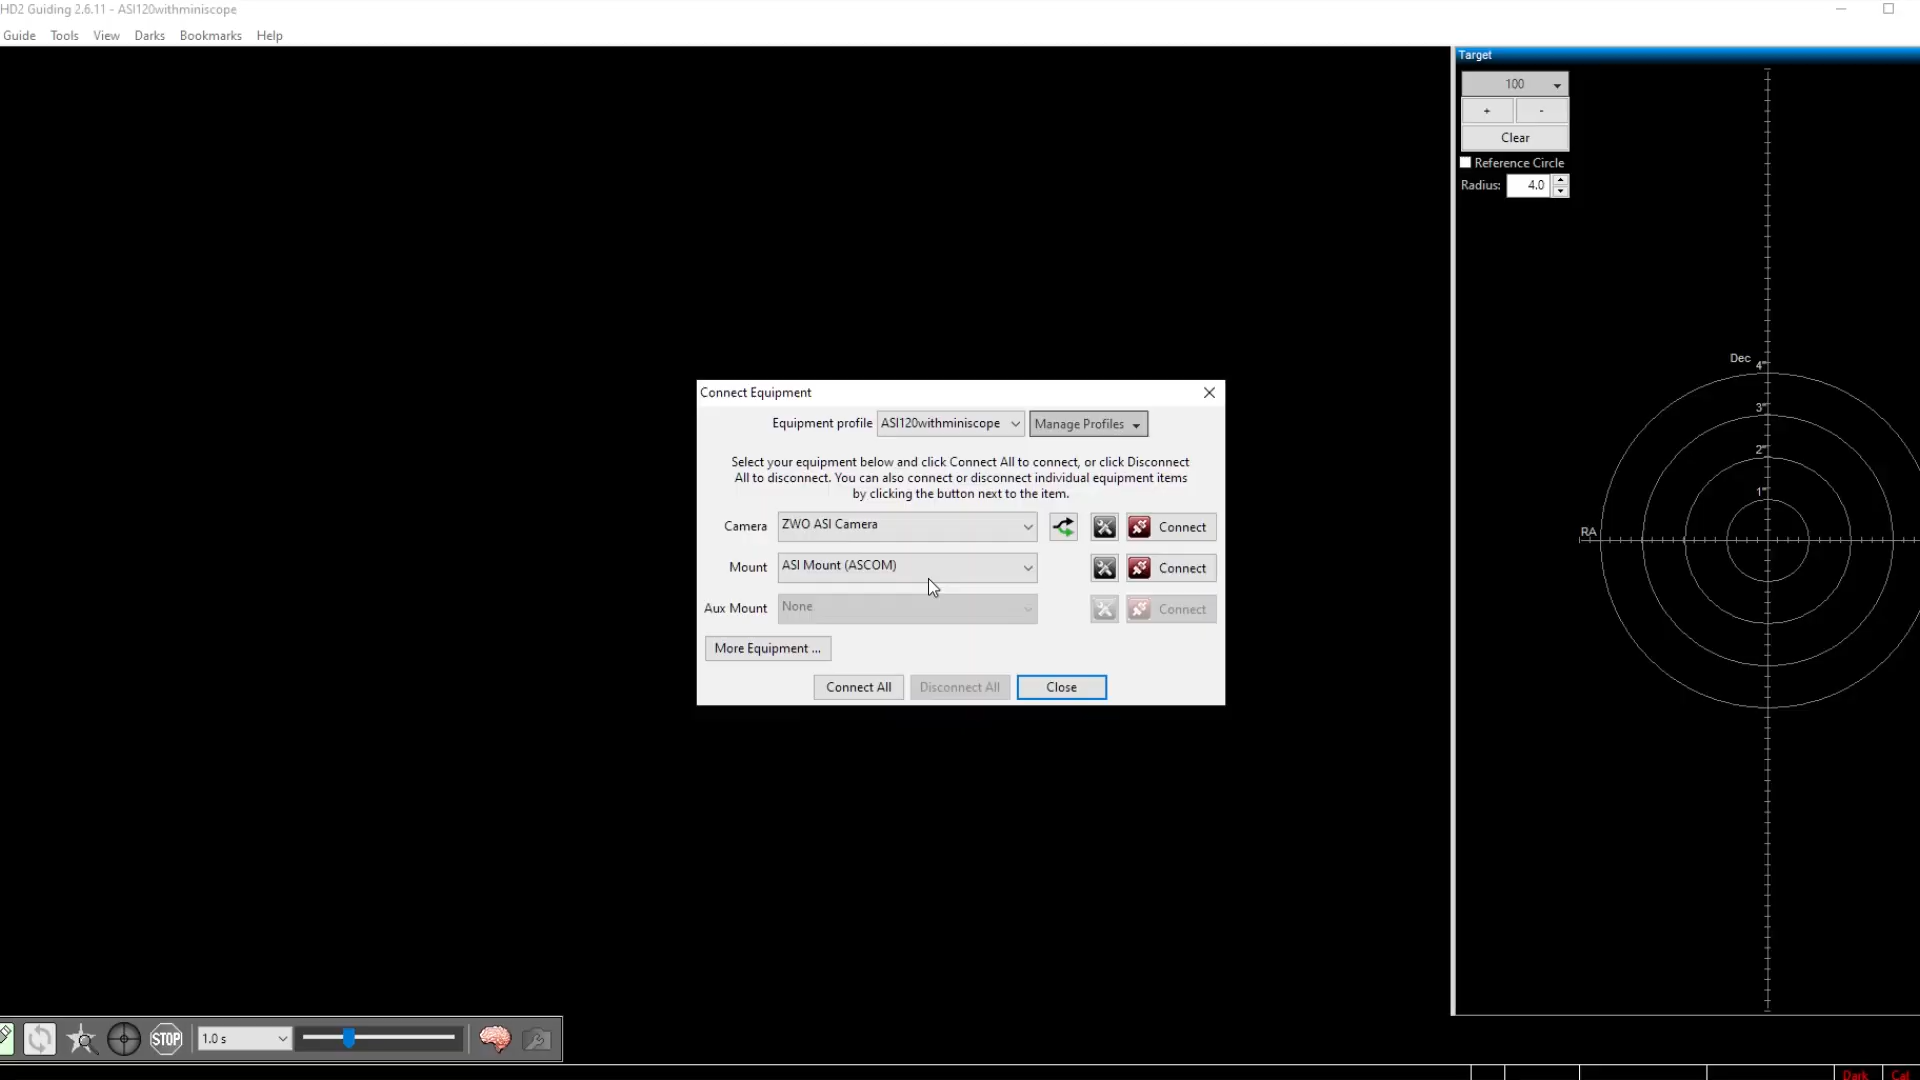 HD2 Guiding 2.6.11 - ASI120withminiscope
Guide Tools View Darks Bookmarks Help
Target
100
+ -
Clear
Reference Circle
Radius: 4.0
Dec
4"
3"
2"
1"
RA
Connect Equipment
Equipment profile ASI120withminiscope Manage Profiles
Select your equipment below and click Connect All to connect, or click Disconnect
All to disconnect. You can also connect or disconnect individual equipment items
by clicking the button next to the item.
Camera ZWO ASI Camera Connect
Mount ASI Mount (ASCOM) Connect
Aux Mount None Connect
More Equipment ...
Connect All Disconnect All Close
STOP 1.0 s
Dark Cal